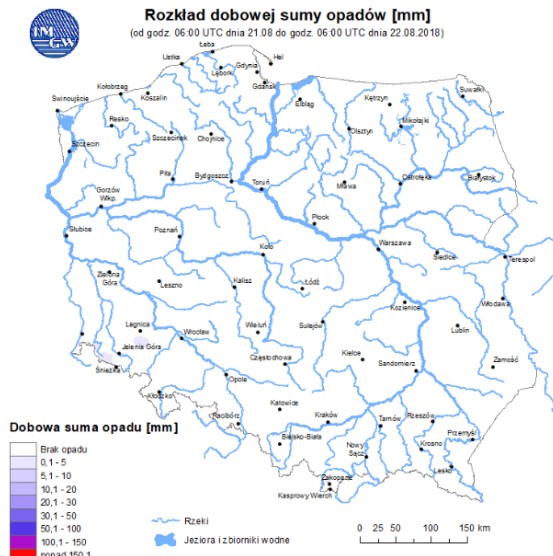 IM
GW
Rozkład dobowej sumy opadów [mm]
(od godz. 06:00 UTC dnia 21.08 do godz. 06:00 UTC dnia 22.08.2018)
Łeba
Hel
Ustka
Lębork
Gdynia
Gdańsk
Kołobrzeg
Koszalin
Elbląg
Kętrzyn
Suwałki
Świnoujście
Resko
Szczecinek
Chojnice
Olsztyn
Mikołajki
Szczecin
Piła
Bydgoszcz
Toruń
Mława
Ostrołęka
Białystok
Gorzów
Wlkp.
Płock
Słubice
Poznań
Koło
Warszawa
Siedlce
Terespol
Zielona
Góra
Leszno
Kalisz
Łódź
Kozienice
Włodawa
Legnica
Wrocław
Wieluń
Sulejów
Lublin
Jelenia Góra
Śnieżka
Częstochowa
Kielce
Sandomierz
Zamość
Kłodzko
Opole
Katowice
Racibórz
Kraków
Tarnów
Rzeszów
Bielsko-Biała
Nowy
Sącz
Krosno
Przemyśl
Lesko
Zakopane
Kasprowy Wierch
Dobowa suma opadu [mm]
Brak opadu
0,1 - 5
5,1 - 10
10,1 - 20
20,1 - 30
30,1 - 50
50,1 - 100
100,1 - 150
ponad 150,1
Rzeki
Jeziora i zbiorniki wodne
0 25 50 100 150 km